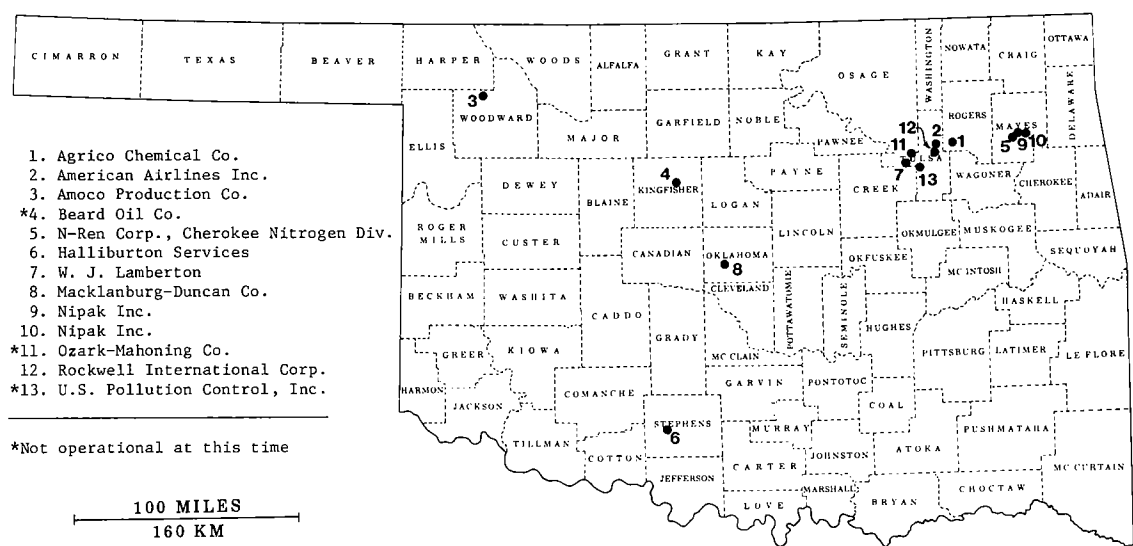 CIMARRON
TEXAS
BEAVER
HARPER
WOODS
ALFALFA
GRANT
KAY
OSAGE
WASHINGTON
NOWATA
CRAIG
OTTAWA
DELAWARE
ROGERS
MAYES
3
WOODWARD
ELLIS
MAJOR
GARFIELD
NOBLE
PAWNEE
12
2
1
11
TULSA
7
13
5
9
10
1. Agrico Chemical Co.
2. American Airlines Inc.
3. Amoco Production Co.
*4. Beard Oil Co.
5. N-Ren Corp., Cherokee Nitrogen Div.
6. Halliburton Services
7. W. J. Lamberton
8. Macklanburg-Duncan Co.
9. Nipak Inc.
10. Nipak Inc.
*11. Ozark-Mahoning Co.
12. Rockwell International Corp.
*13. U.S. Pollution Control, Inc.
*Not operational at this time
100 MILES
160 KM
DEWEY
BLAINE
4
KINGFISHER
LOGAN
PAYNE
CREEK
WAGONER
CHEROKEE
ADAIR
ROGER
MILLS
CUSTER
CANADIAN
OKLAHOMA
8
CLEVELAND
LINCOLN
OKMULGEE
MUSKOGEE
SEQUOYAH
OKFUSKEE
MC INTOSH
HASKELL
BECKHAM
WASHITA
CADDO
GRADY
MC CLAIN
POTTAWATOMIE
SEMINOLE
HUGHES
PITTSBURG
LATIMER
LE FLORE
GREER
KIOWA
HARMON
JACKSON
COMANCHE
GARVIN
PONTOTOC
COAL
STEPHENS
6
MURRAY
JOHNSTON
ATOKA
PUSHMATAHA
MC CURTAIN
TILLMAN
COTTON
JEFFERSON
CARTER
MARSHALL
LOVE
BRYAN
CHOCTAW